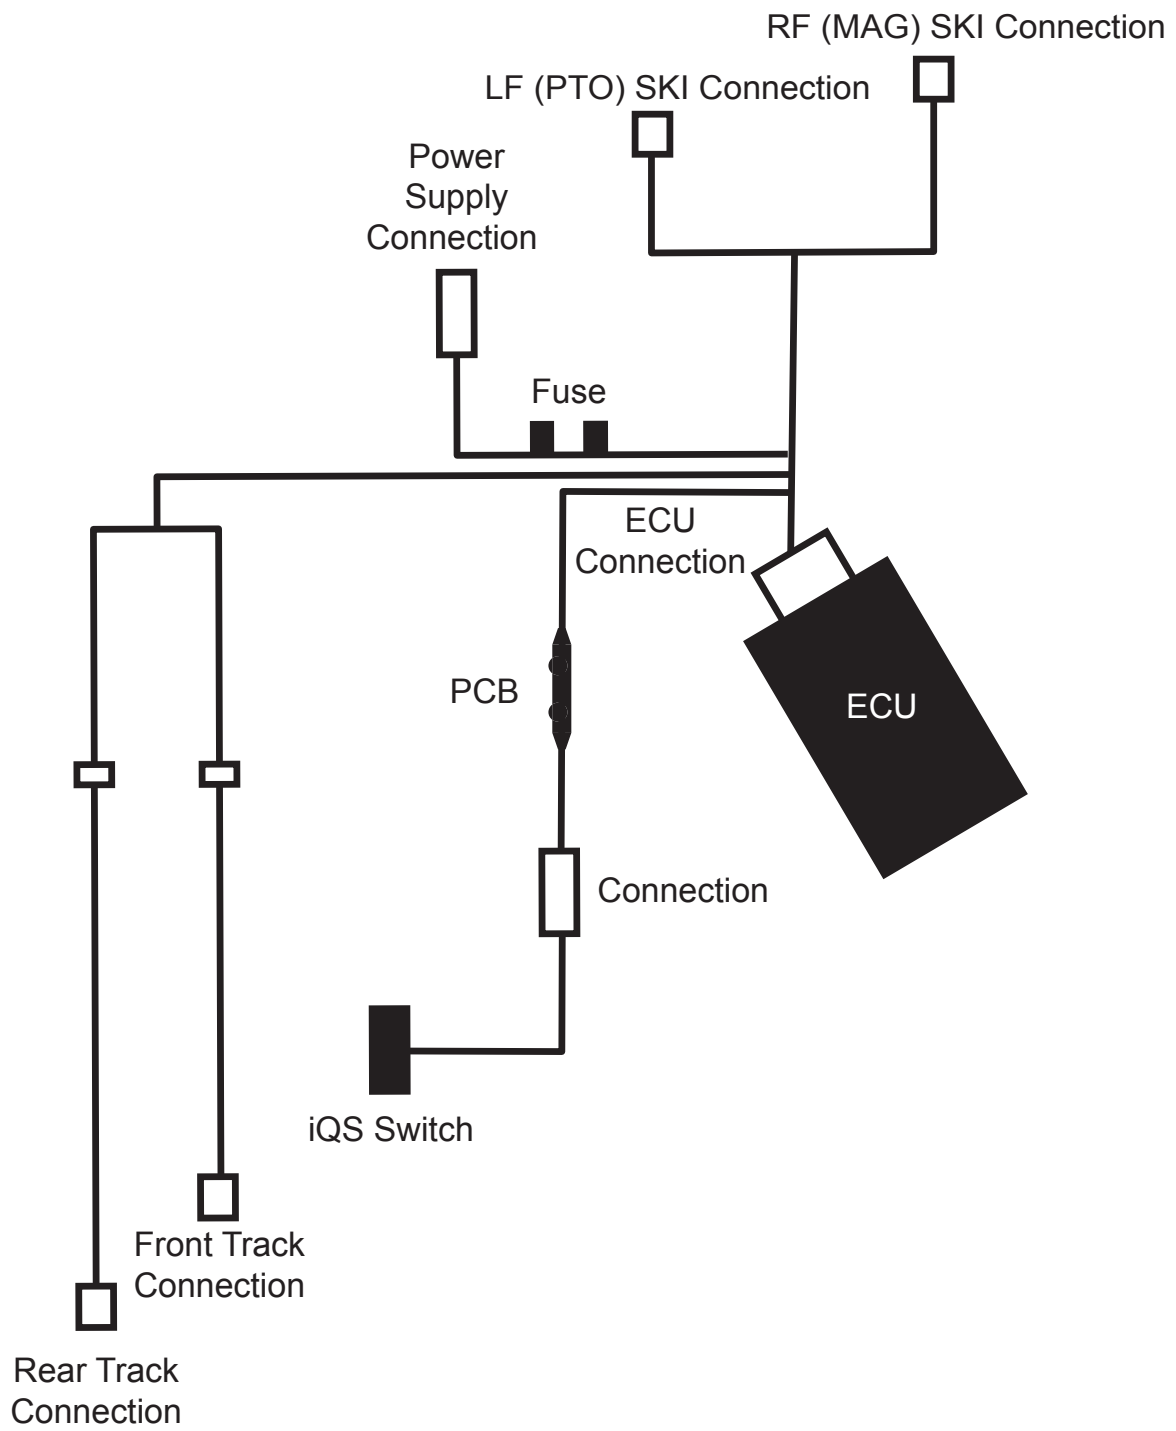 RF (MAG) SKI Connection
LF (PTO) SKI Connection
Power
Supply
Connection
Fuse
ECU
Connection
PCB
ECU
Connection
iQS Switch
Front Track
Connection
Rear Track
Connection